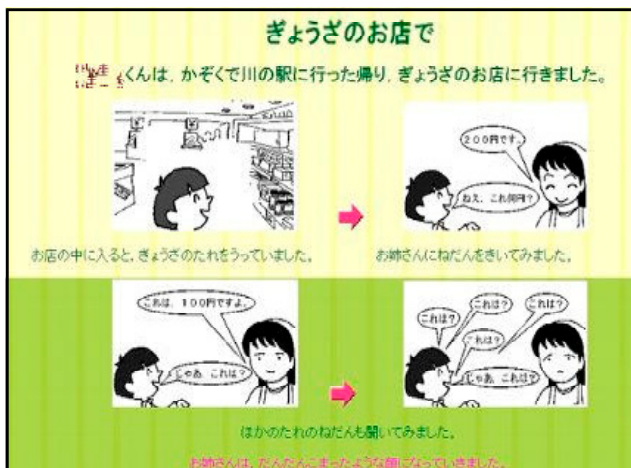 ぎょうざのお店で
くんは、かぞくで川の駅に行った帰り、ぎょうざのお店に行きました。
200円です。
ねえ、これ何円？
お店の中に入ると、ぎょうざのたれをうっていました。
お姉さんにねだんをきいてみました。
これは、100円ですよ。
じゃあ、これは？
これは？
これは？
これは？
これは？
じゃあ、これは？
ほかのたれのねだんも聞いてみました。
お姉さんは、だんだんこまったような顔になっていきました。